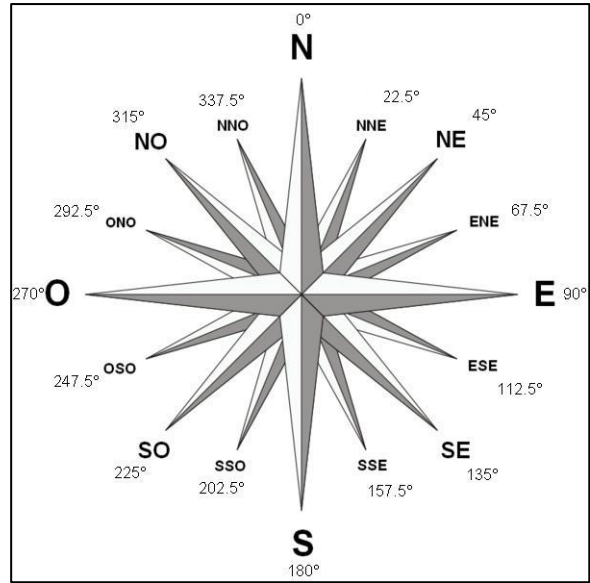 0°
N
337.5° 22.5°
NNO NNE
315° 45°
NO NE
292.5° 67.5°
ONO ENE
270° O E 90°
OSO ESE
247.5° 112.5°
SO SE
SSO SSE
225° 135°
202.5° 157.5°
S
180°